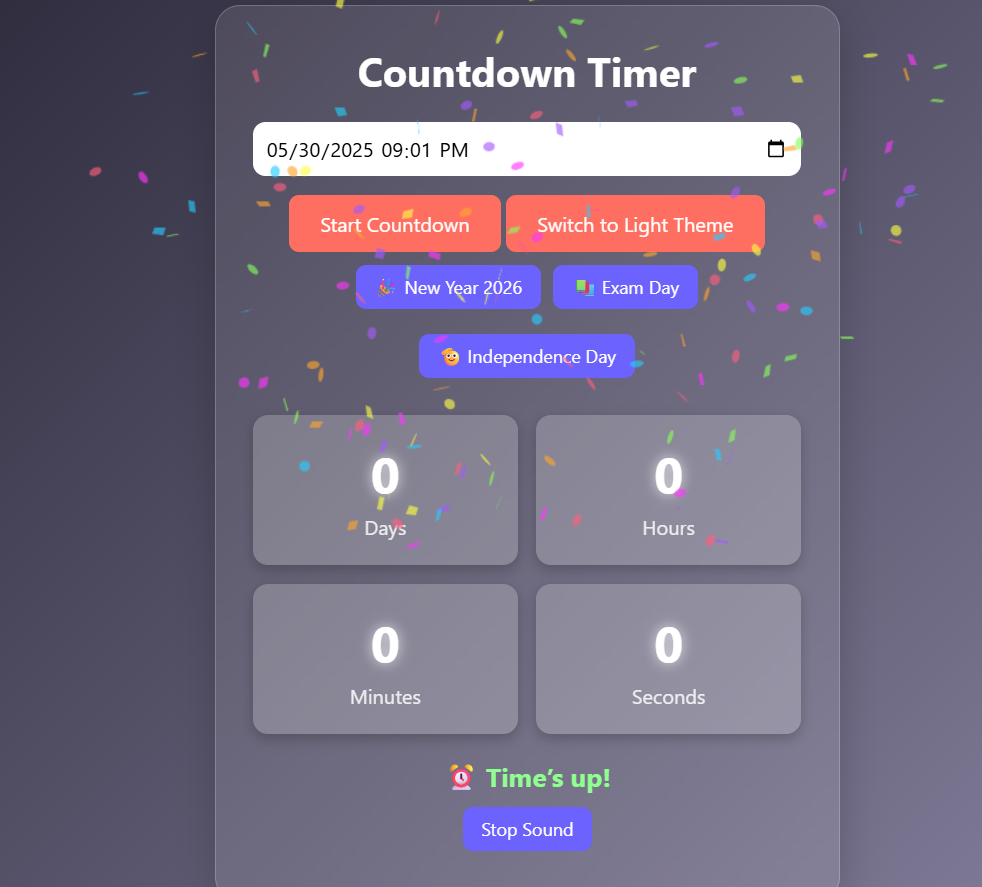 Countdown Timer
05/30/2025 09:01 PM
Start Countdown Switch to Light Theme
New Year 2026 Exam Day
Independence Day
0 0
Days Hours
0 0
Minutes Seconds
Time’s up!
Stop Sound